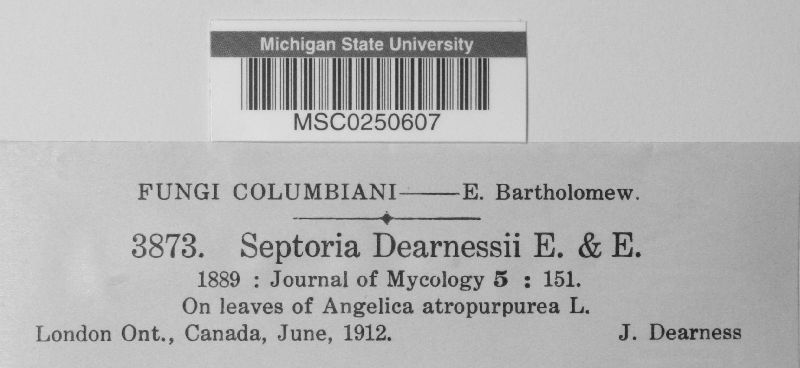 Michigan State University
MSC0250607
FUNGI COLUMBIANI——E. Bartholomew.
3873. Septoria Dearnessii E. & E.
1889 : Journal of Mycology 5 : 151.
On leaves of Angelica atropurpurea L.
London Ont., Canada, June, 1912. J. Dearness